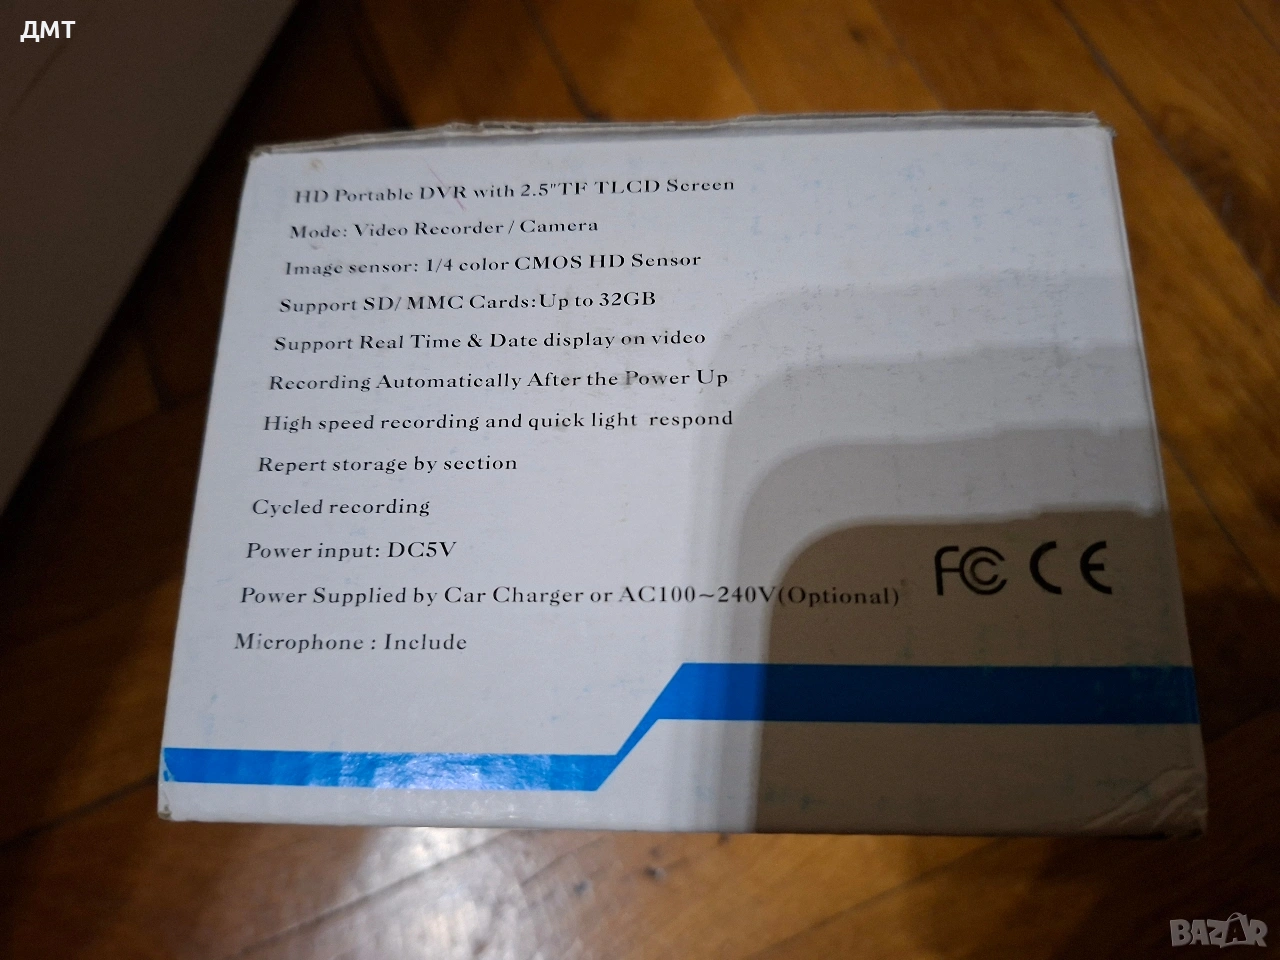 ДМТ
HD Portable DVR with 2.5"TF TLCD Screen
Mode: Video Recorder / Camera
Image sensor: 1/4 color CMOS HD Sensor
Support SD/ MMC Cards:Up to 32GB
Support Real Time & Date display on video
Recording Automatically After the Power Up
High speed recording and quick light respond
Repert storage by section
Cycled recording
Power input: DC5V
Power Supplied by Car Charger or AC100~240V(Optional)
FC CE
Microphone : Include
BAZAR